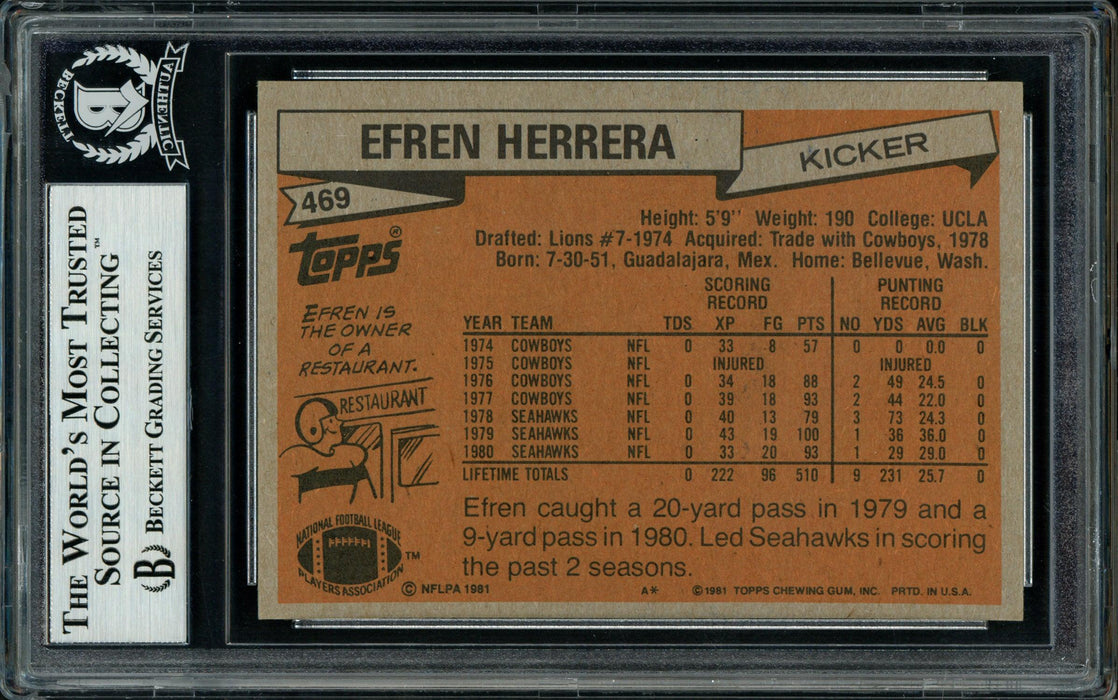 BECKETT
AUTHENTIC
B
THE WORLD'S MOST TRUSTED
SOURCE IN COLLECTING™
B BECKETT GRADING SERVICES
EFREN HERRERA
KICKER
469
TOPPS®
Height: 5'9'' Weight: 190 College: UCLA
Drafted: Lions #7-1974 Acquired: Trade with Cowboys, 1978
Born: 7-30-51, Guadalajara, Mex. Home: Bellevue, Wash.
EFREN IS
THE OWNER
OF A
RESTAURANT.
RESTAURANT
SCORING PUNTING
RECORD RECORD
YEAR TEAM TDS XP FG PTS NO YDS AVG BLK
1974 COWBOYS NFL 0 33 8 57 0 0 0.0 0
1975 COWBOYS NFL INJURED INJURED
1976 COWBOYS NFL 0 34 18 88 2 49 24.5 0
1977 COWBOYS NFL 0 39 18 93 2 44 22.0 0
1978 SEAHAWKS NFL 0 40 13 79 3 73 24.3 0
1979 SEAHAWKS NFL 0 43 19 100 1 36 36.0 0
1980 SEAHAWKS NFL 0 33 20 93 1 29 29.0 0
LIFETIME TOTALS 0 222 96 510 9 231 25.7 0
Efren caught a 20-yard pass in 1979 and a
9-yard pass in 1980. Led Seahawks in scoring
the past 2 seasons.
NATIONAL FOOTBALL LEAGUE
PLAYERS ASSOCIATION™
© NFLPA 1981 A* © 1981 TOPPS CHEWING GUM, INC. PRTD. IN U.S.A.